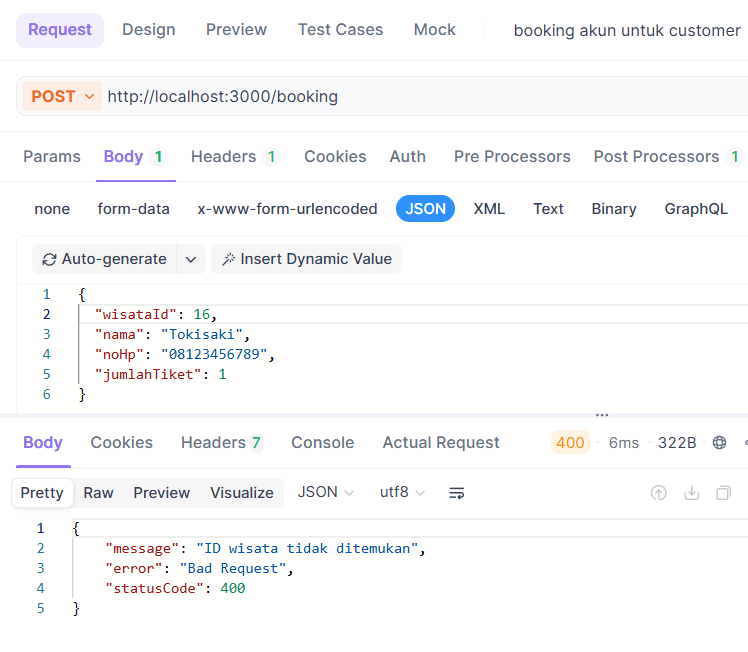 Request Design Preview Test Cases Mock booking akun untuk customer
POST http://localhost:3000/booking
Params Body 1 Headers 1 Cookies Auth Pre Processors Post Processors 1
none form-data x-www-form-urlencoded JSON XML Text Binary GraphQL
Auto-generate Insert Dynamic Value
1 {
2 "wisataId": 16,
3 "nama": "Tokisaki",
4 "noHp": "08123456789",
5 "jumlahTiket": 1
6 }
Body Cookies Headers 7 Console Actual Request 400 · 6ms · 322B
Pretty Raw Preview Visualize JSON utf8
1 {
2 "message": "ID wisata tidak ditemukan",
3 "error": "Bad Request",
4 "statusCode": 400
5 }